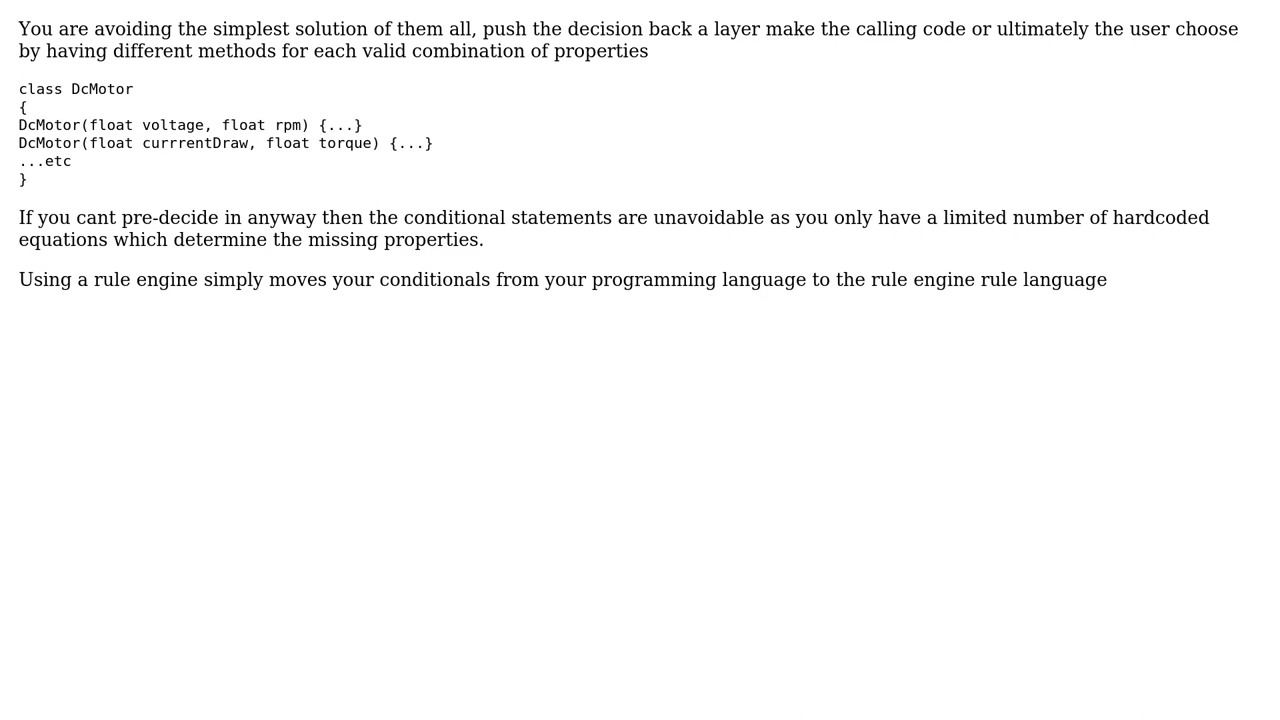 You are avoiding the simplest solution of them all, push the decision back a layer make the calling code or ultimately the user choose
by having different methods for each valid combination of properties
class DcMotor
{
DcMotor(float voltage, float rpm) {...}
DcMotor(float currrentDraw, float torque) {...}
...etc
}
If you cant pre-decide in anyway then the conditional statements are unavoidable as you only have a limited number of hardcoded
equations which determine the missing properties.
Using a rule engine simply moves your conditionals from your programming language to the rule engine rule language